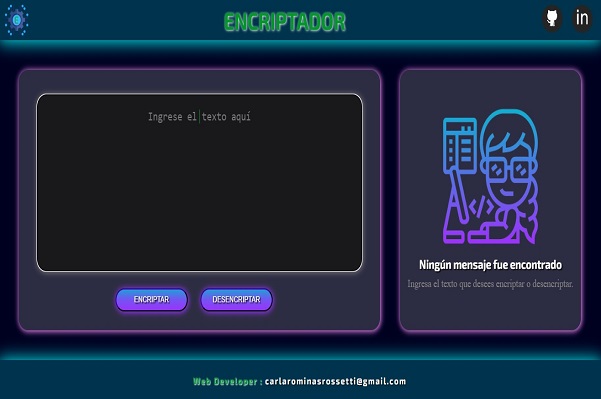 ENCRIPTADOR
in
Ingrese el texto aquí
ENCRIPTAR
DESENCRIPTAR
</>
Ningún mensaje fue encontrado
Ingresa el texto que desees encriptar o desencriptar.
Web Developer : carlarominasrossetti@gmail.com